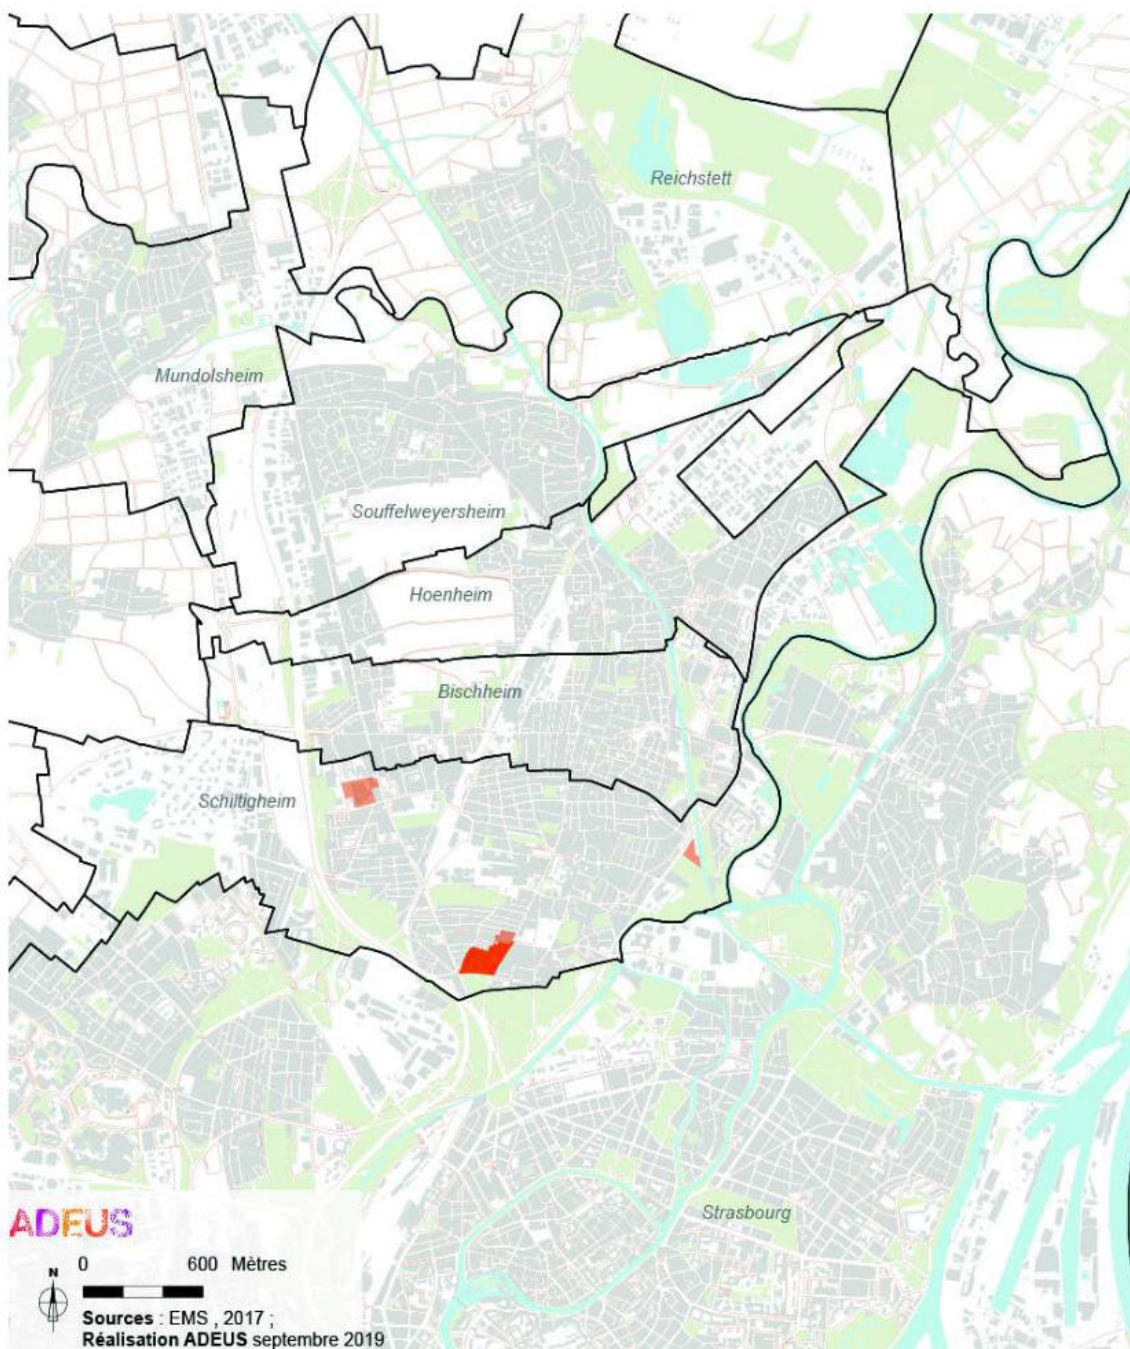 Reichstett
Mundolsheim
Souffelweyersheim
Hoenheim
Bischheim
Schiltigheim
Strasbourg
ADEUS
0 600 Mètres
N
Sources : EMS , 2017 ;
Réalisation ADEUS septembre 2019